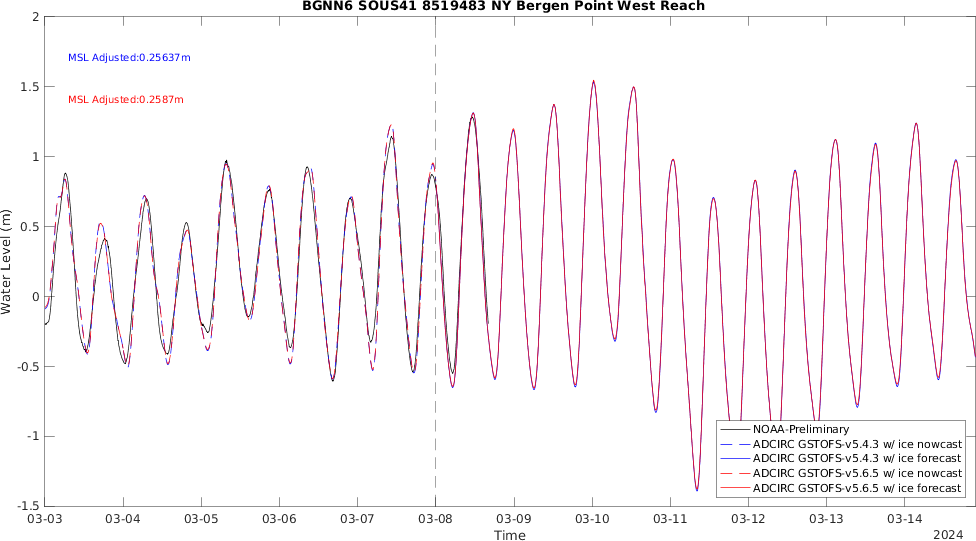 BGNN6 SOUS41 8519483 NY Bergen Point West Reach
2
1.5
1
0.5
0
-0.5
-1
-1.5
Water Level (m)
MSL Adjusted:0.25637m
MSL Adjusted:0.2587m
NOAA-Preliminary
ADCIRC GSTOFS-v5.4.3 w/ ice nowcast
ADCIRC GSTOFS-v5.4.3 w/ ice forecast
ADCIRC GSTOFS-v5.6.5 w/ ice nowcast
ADCIRC GSTOFS-v5.6.5 w/ ice forecast
03-03 03-04 03-05 03-06 03-07 03-08 03-09 03-10 03-11 03-12 03-13 03-14
Time
2024